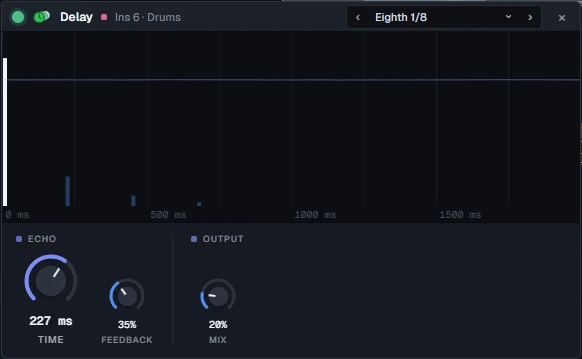 Delay Ins 6 · Drums ‹ Eighth 1/8 › ×
0 ms 500 ms 1000 ms 1500 ms
ECHO OUTPUT
227 ms 35% 20%
TIME FEEDBACK MIX